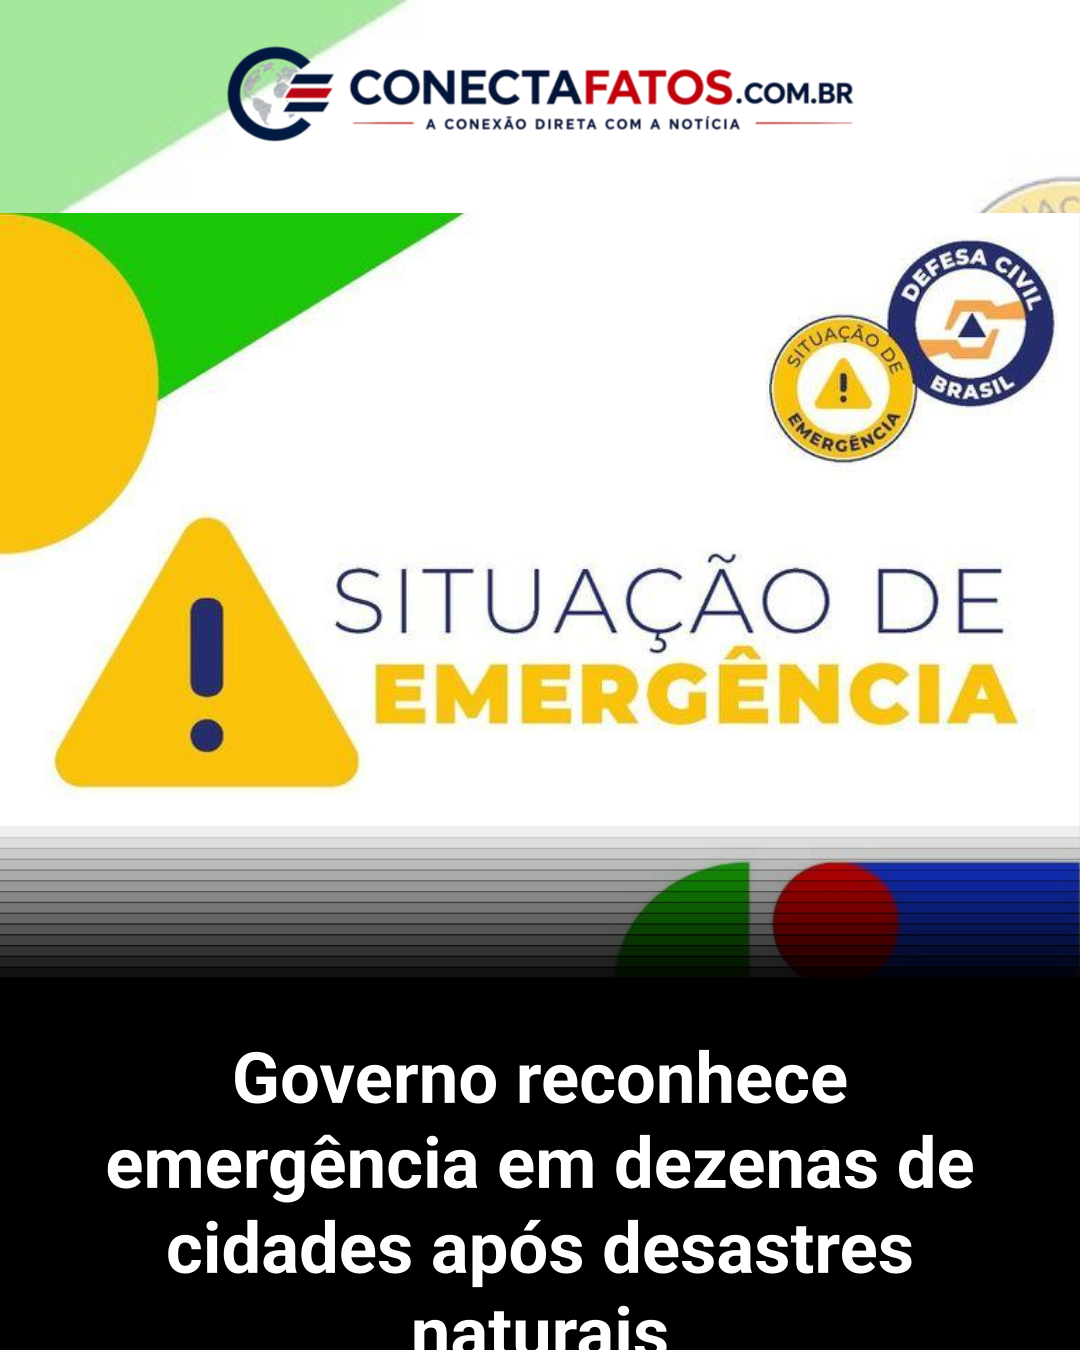 CONECTAFATOS.COM.BR
A CONEXÃO DIRETA COM A NOTÍCIA
DEFESA CIVIL
BRASIL
SITUAÇÃO DE
EMERGÊNCIA
SITUAÇÃO DE
EMERGÊNCIA
Governo reconhece
emergência em dezenas de
cidades após desastres
naturais